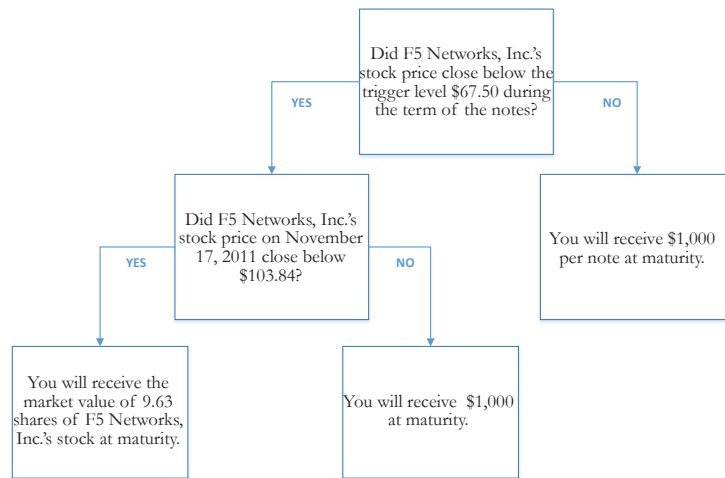 Did F5 Networks, Inc.'s
stock price close below the
trigger level $67.50 during
the term of the notes?
YES
NO
Did F5 Networks, Inc.'s
stock price on November
17, 2011 close below
$103.84?
You will receive $1,000
per note at maturity.
YES
NO
You will receive the
market value of 9.63
shares of F5 Networks,
Inc.'s stock at maturity.
You will receive $1,000
at maturity.